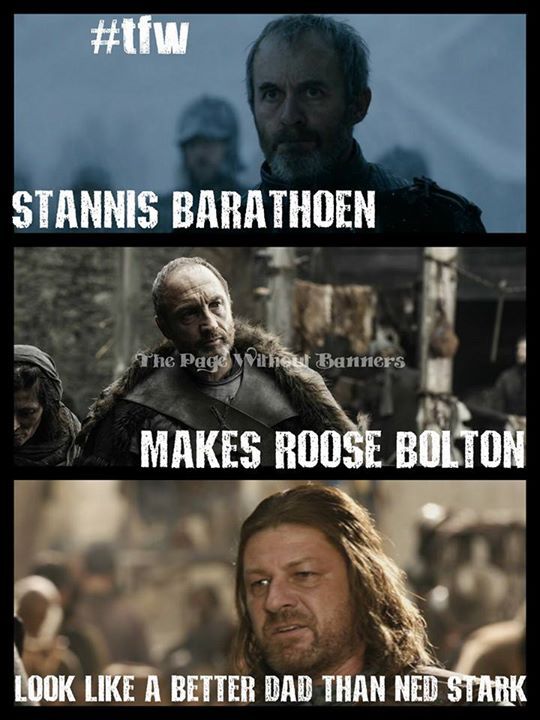 #tfw
STANNIS BARATHOEN
The Page Without Banners
MAKES ROOSE BOLTON
LOOK LIKE A BETTER DAD THAN NED STARK